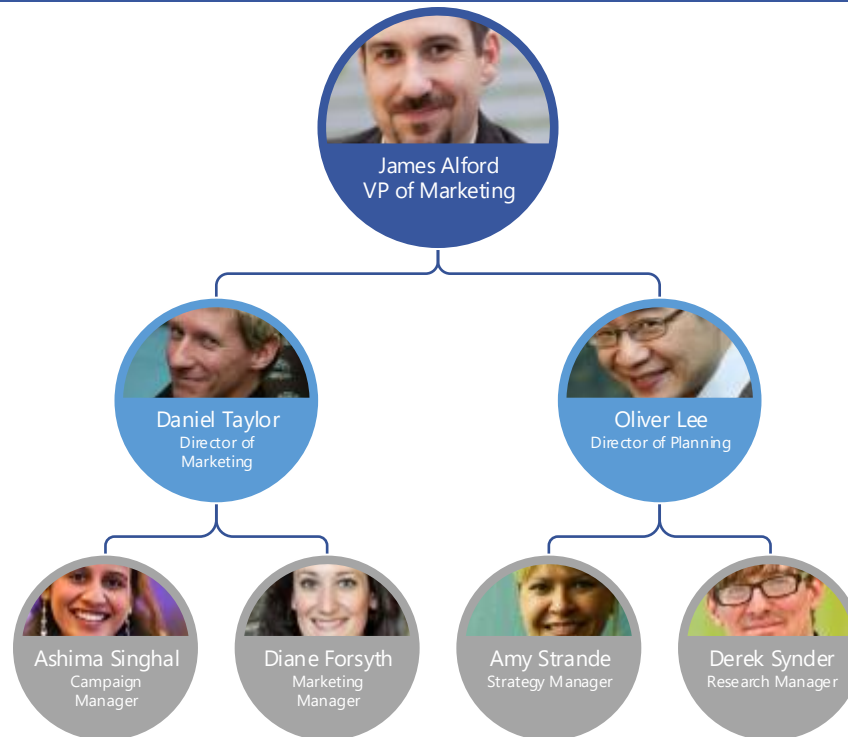 James Alford
VP of Marketing
Daniel Taylor
Director of
Marketing
Oliver Lee
Director of Planning
Ashima Singhal
Campaign
Manager
Diane Forsyth
Marketing
Manager
Amy Strande
Strategy Manager
Derek Synder
Research Manager